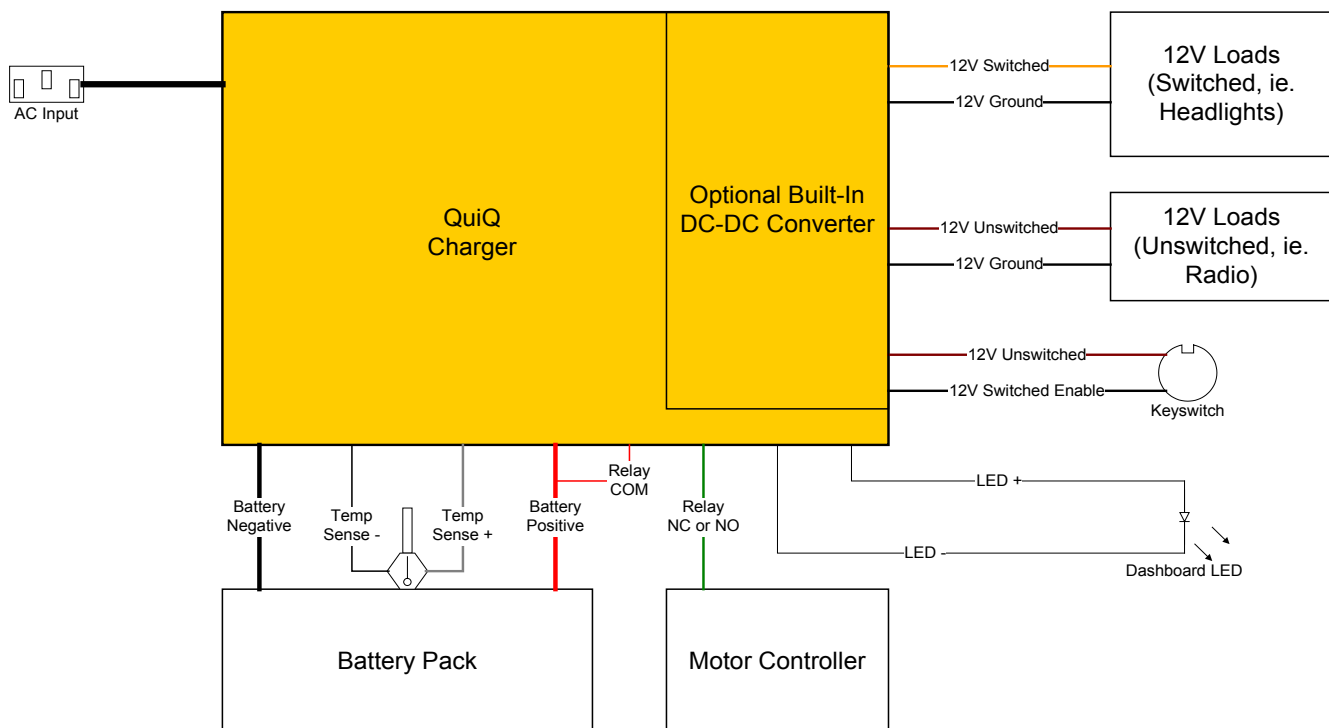 AC Input
QuiQ
Charger
Optional Built-In
DC-DC Converter
12V Switched
12V Ground
12V Loads
(Switched, ie.
Headlights)
12V Unswitched
12V Ground
12V Loads
(Unswitched, ie.
Radio)
12V Unswitched
12V Switched Enable
Keyswitch
Battery
Negative
Temp
Sense -
Temp
Sense +
Battery
Positive
Relay
COM
Relay
NC or NO
LED +
LED -
Dashboard LED
Battery Pack
Motor Controller